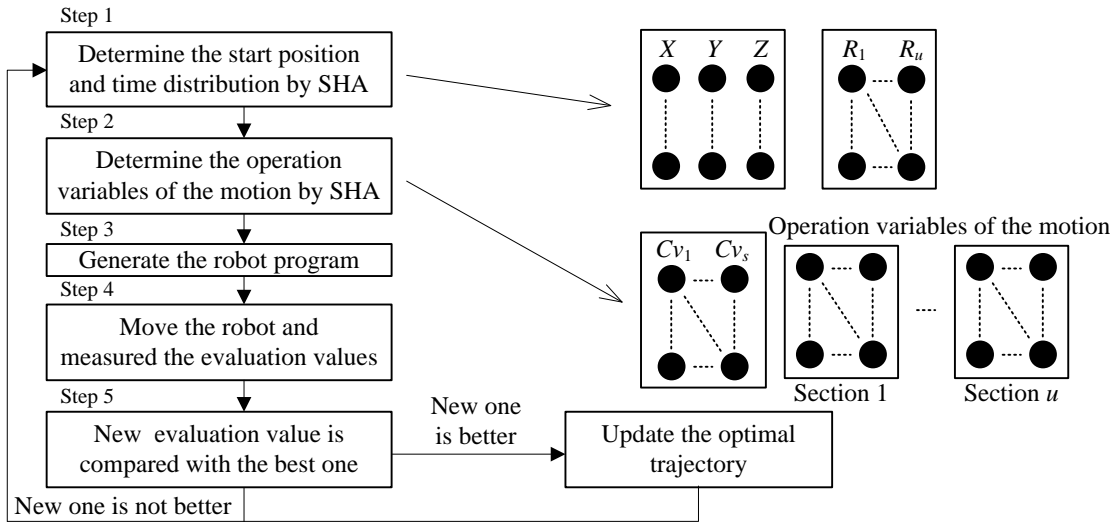 Step 1
Determine the start position
and time distribution by SHA
Step 2
Determine the operation
variables of the motion by SHA
Step 3
Generate the robot program
Step 4
Move the robot and
measured the evaluation values
Step 5
New evaluation value is
compared with the best one
New one is not better
New one
is better
Update the optimal
trajectory
X Y Z
R1 Ru
Operation variables of the motion
Cv1 Cvs
Section 1
Section u